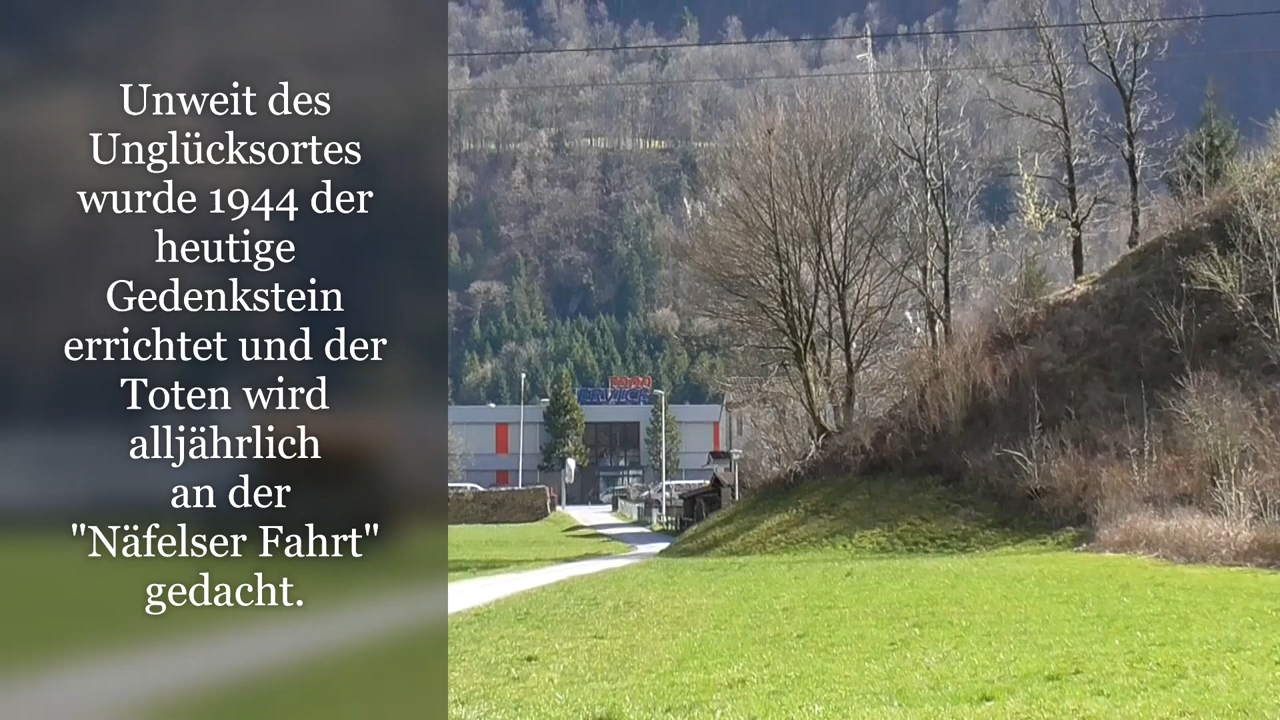 Unweit des
Unglücksortes
wurde 1944 der
heutige
Gedenkstein
errichtet und der
Toten wird
alljährlich
an der
"Näfelser Fahrt"
gedacht.